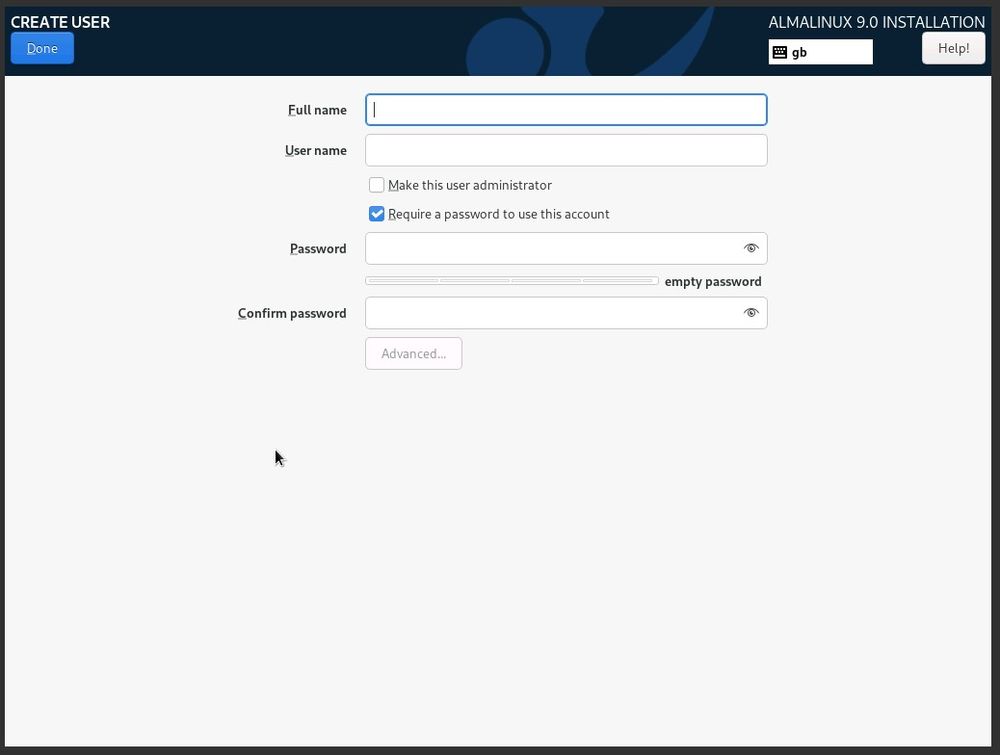 CREATE USER
ALMALINUX 9.0 INSTALLATION
Done
gb
Help!
Full name
User name
Make this user administrator
Require a password to use this account
Password
empty password
Confirm password
Advanced...